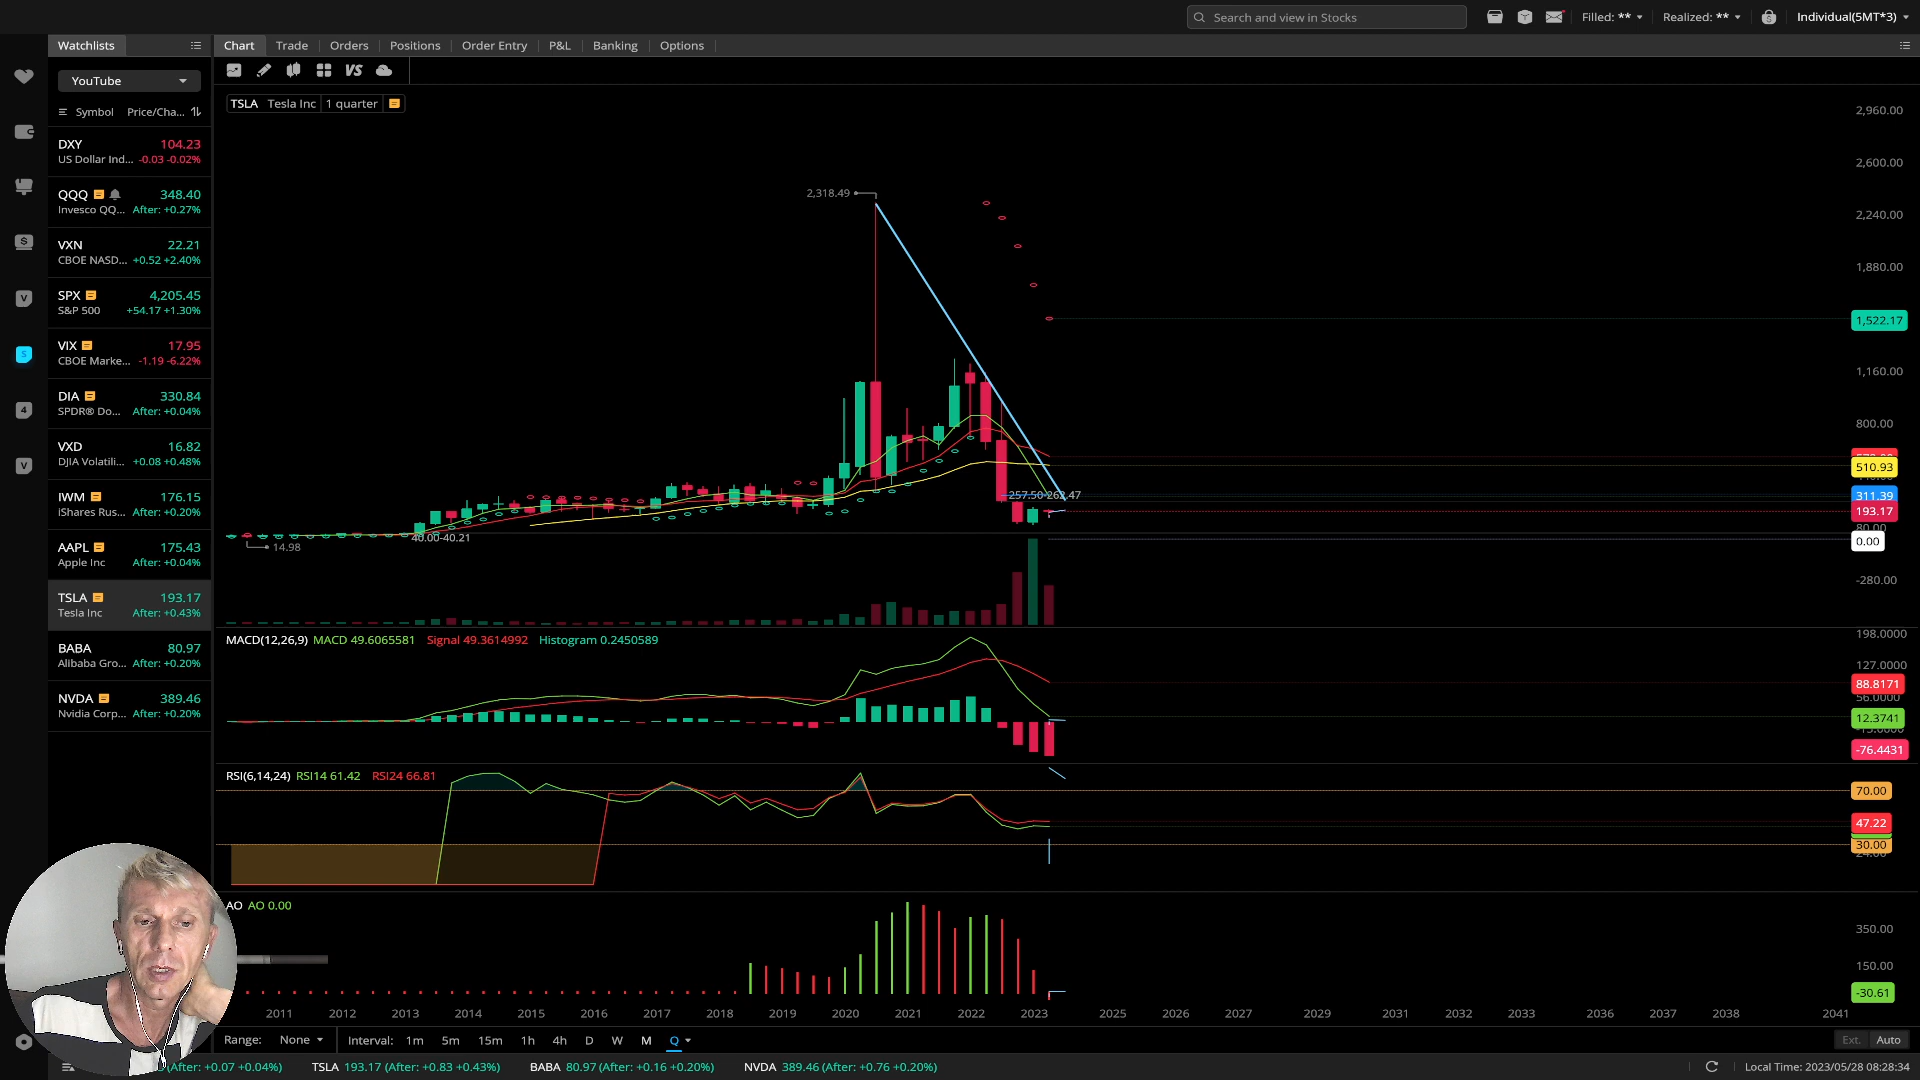 Search and view in Stocks
Filled: **
Realized: **
Individual(5MT*3)
Watchlists
Chart Trade Orders Positions Order Entry P&L Banking Options
YouTube
VS
Symbol Price/Cha...
TSLA Tesla Inc 1 quarter
DXY 104.23
US Dollar Ind... -0.03 -0.02%
QQQ 348.40
Invesco QQ... After: +0.27%
VXN 22.21
CBOE NASD... +0.52 +2.40%
SPX 4,205.45
S&P 500 +54.17 +1.30%
VIX 17.95
CBOE Marke... -1.19 -6.22%
DIA 330.84
SPDR® Do... After: +0.04%
VXD 16.82
DJIA Volatili... +0.08 +0.48%
IWM 176.15
iShares Rus... After: +0.20%
AAPL 175.43
Apple Inc After: +0.04%
TSLA 193.17
Tesla Inc After: +0.43%
BABA 80.97
Alibaba Gro... After: +0.20%
NVDA 389.46
Nvidia Corp... After: +0.20%
2,318.49
257.50-262.47
40.00-40.21
14.98
2,960.00
2,600.00
2,240.00
1,880.00
1,522.17
1,160.00
800.00
510.93
311.39
193.17
80.00
0.00
-280.00
MACD(12,26,9) MACD 49.6065581 Signal 49.3614992 Histogram 0.2450589
198.0000
127.0000
88.8171
56.0000
12.3741
-76.4431
RSI(6,14,24) RSI14 61.42 RSI24 66.81
70.00
47.22
30.00
24.00
AO AO 0.00
350.00
150.00
-30.61
2011 2012 2013 2014 2015 2016 2017 2018 2019 2020 2021 2022 2023 2025 2026 2027 2029 2031 2032 2033 2036 2037 2038 2041
Range: None Interval: 1m 5m 15m 1h 4h D W M Q
Ext. Auto
(After: +0.07 +0.04%) TSLA 193.17 (After: +0.83 +0.43%) BABA 80.97 (After: +0.16 +0.20%) NVDA 389.46 (After: +0.76 +0.20%)
Local Time: 2023/05/28 08:28:34